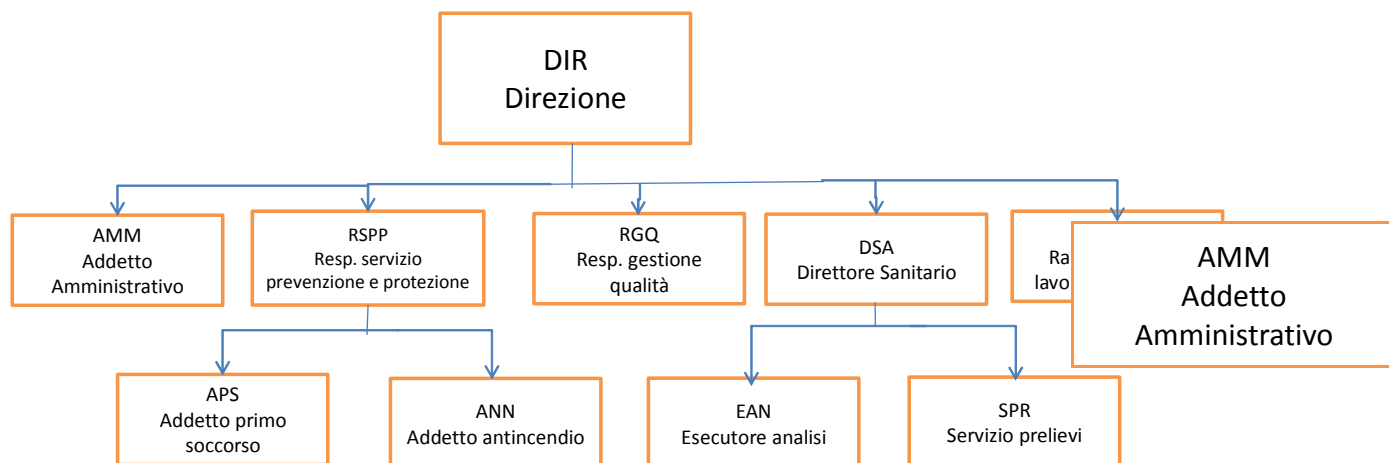 DIR
Direzione
AMM
Addetto
Amministrativo
RSPP
Resp. servizio
prevenzione e protezione
RGQ
Resp. gestione
qualità
DSA
Direttore Sanitario
AMM
Addetto
Amministrativo
APS
Addetto primo
soccorso
ANN
Addetto antincendio
EAN
Esecutore analisi
SPR
Servizio prelievi